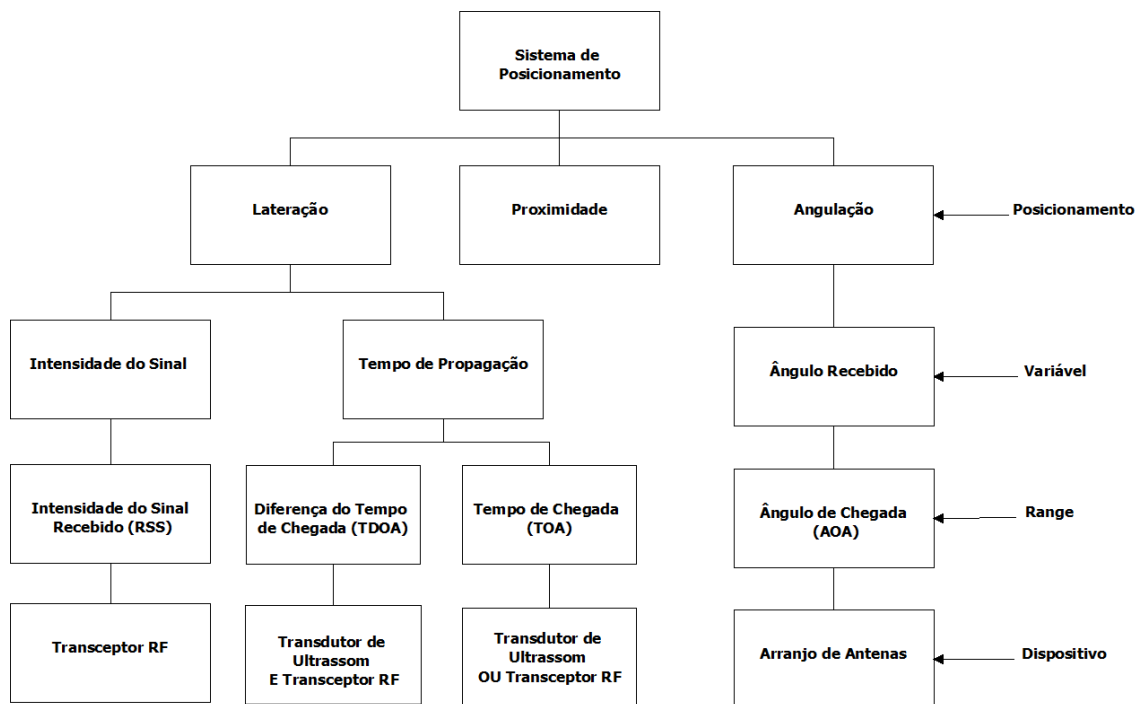 Sistema de
Posicionamento
Lateração
Proximidade
Angulação
Posicionamento
Intensidade do Sinal
Tempo de Propagação
Ângulo Recebido
Variável
Intensidade do Sinal
Recebido (RSS)
Diferença do Tempo
de Chegada (TDOA)
Tempo de Chegada
(TOA)
Ângulo de Chegada
(AOA)
Range
Transceptor RF
Transdutor de
Ultrassom
E Transceptor RF
Transdutor de
Ultrassom
OU Transceptor RF
Arranjo de Antenas
Dispositivo